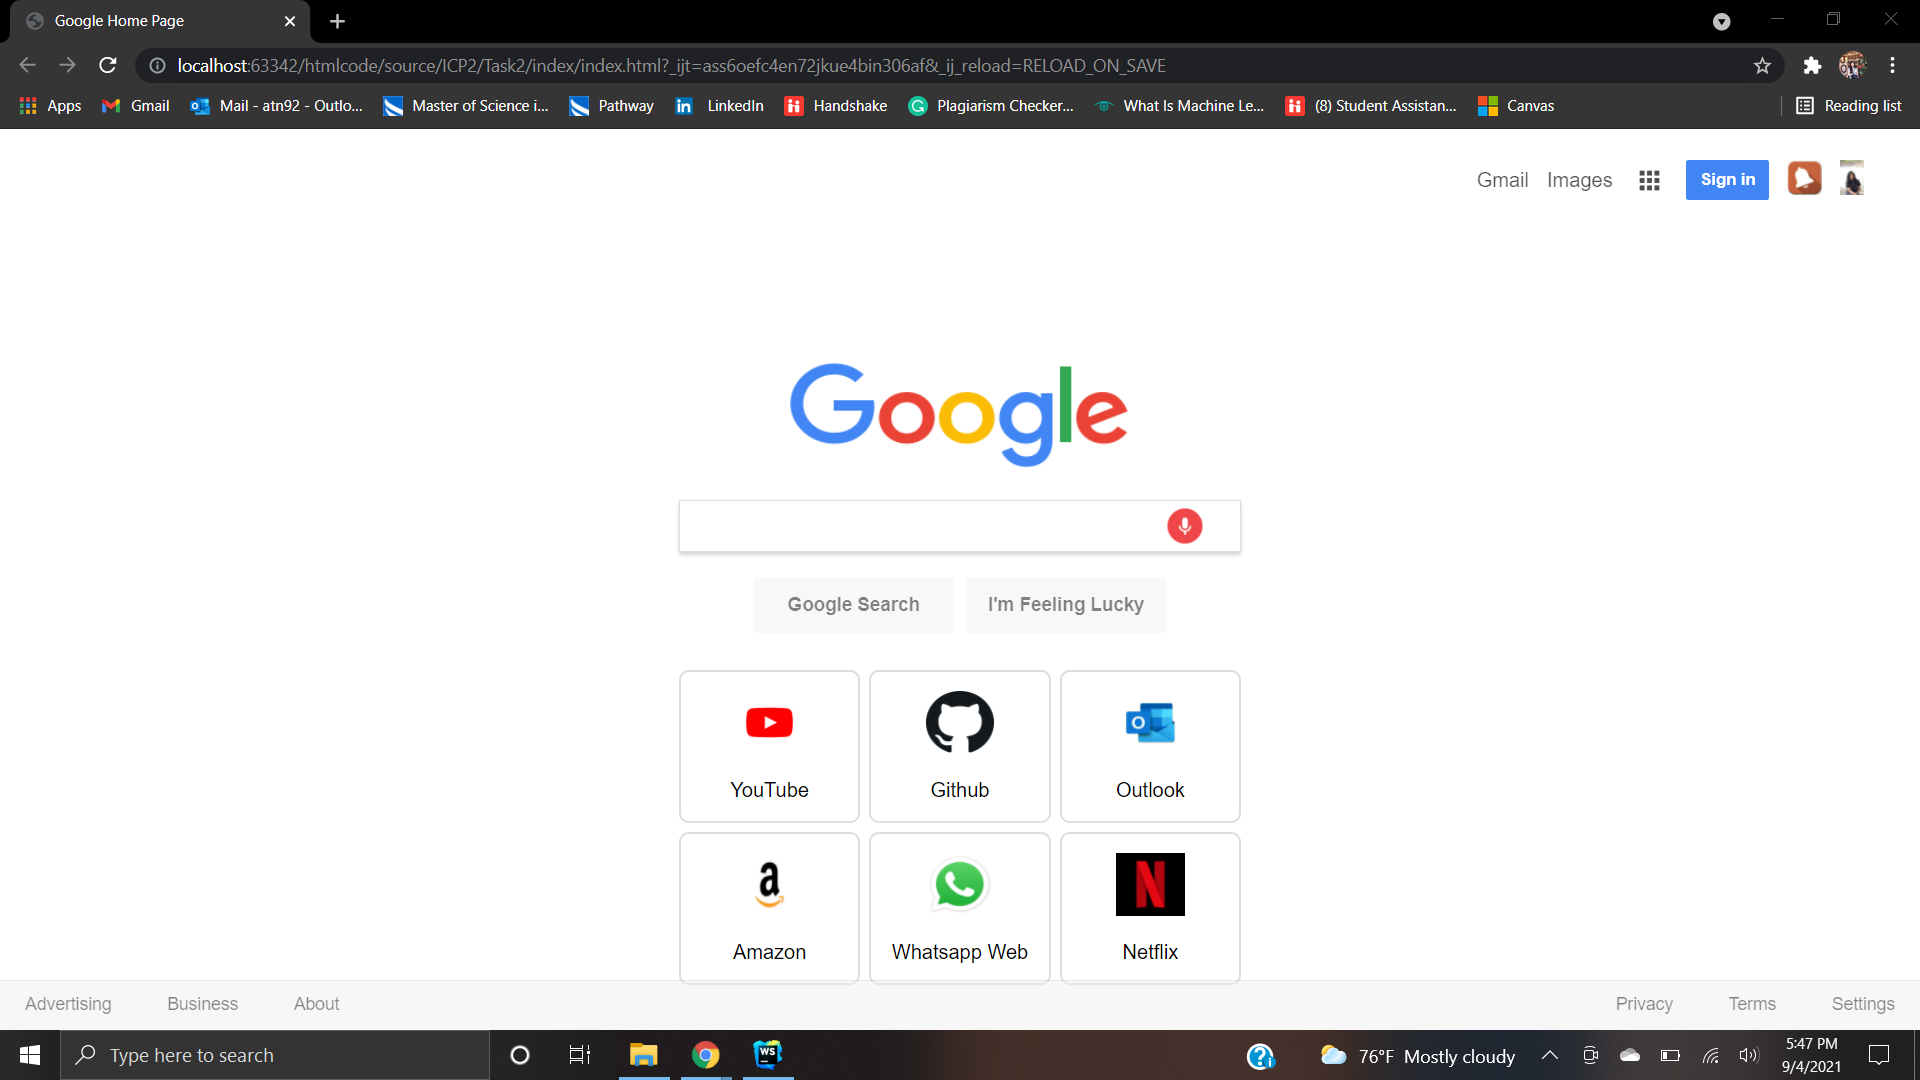 Google Home Page
localhost:63342/htmlcode/source/ICP2/Task2/index/index.html?_ijt=ass6oefc4en72jkue4bin306af&_ij_reload=RELOAD_ON_SAVE
Apps Gmail Mail - atn92 - Outlo... Master of Science i... Pathway LinkedIn Handshake Plagiarism Checker... What Is Machine Le... (8) Student Assistan... Canvas Reading list
Gmail Images Sign in
Google
Google Search I'm Feeling Lucky
YouTube Github Outlook
Amazon Whatsapp Web Netflix
Advertising Business About Privacy Terms Settings
Type here to search
WS
76°F Mostly cloudy
5:47 PM
9/4/2021